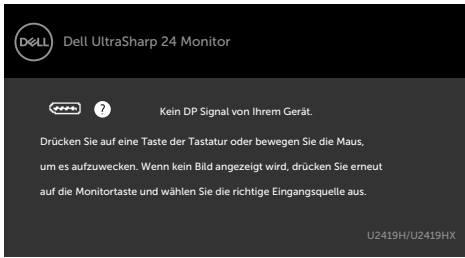 DELL
Dell UltraSharp 24 Monitor
?
Kein DP Signal von Ihrem Gerät.
Drücken Sie auf eine Taste der Tastatur oder bewegen Sie die Maus,
um es aufzuwecken. Wenn kein Bild angezeigt wird, drücken Sie erneut
auf die Monitortaste und wählen Sie die richtige Eingangsquelle aus.
U2419H/U2419HX